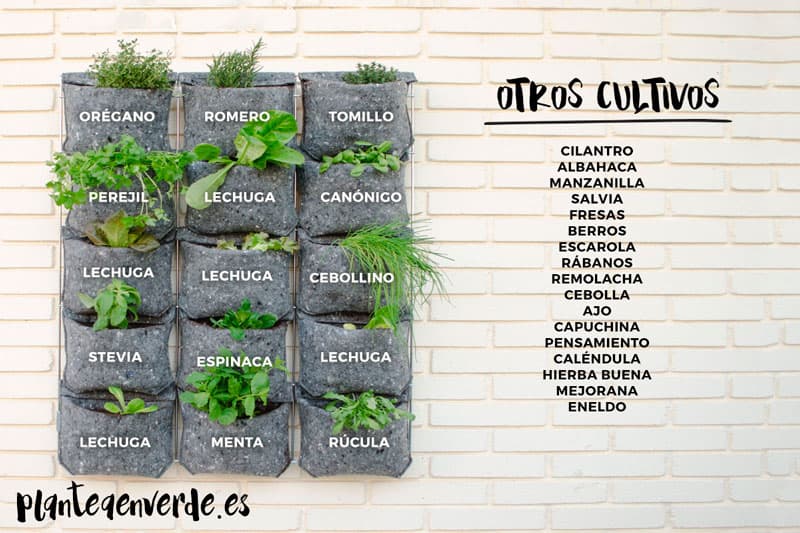 ORÉGANO ROMERO TOMILLO
PEREJIL LECHUGA CANÓNIGO
LECHUGA LECHUGA CEBOLLINO
STEVIA ESPINACA LECHUGA
LECHUGA MENTA RÚCULA
OTROS CULTIVOS
CILANTRO
ALBAHACA
MANZANILLA
SALVIA
FRESAS
BERROS
ESCAROLA
RÁBANOS
REMOLACHA
CEBOLLA
AJO
CAPUCHINA
PENSAMIENTO
CALÉNDULA
HIERBA BUENA
MEJORANA
ENELDO
planteaenverde.es